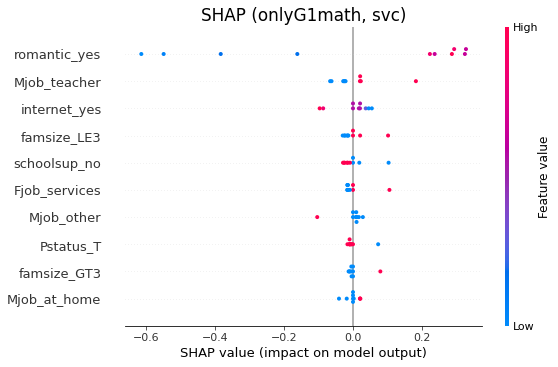 SHAP (onlyG1math, svc)
High
romantic_yes
Mjob_teacher
internet_yes
famsize_LE3
schoolsup_no
Fjob_services
Mjob_other
Pstatus_T
famsize_GT3
Mjob_at_home
Feature value
Low
−0.6 −0.4 −0.2 0.0 0.2
SHAP value (impact on model output)